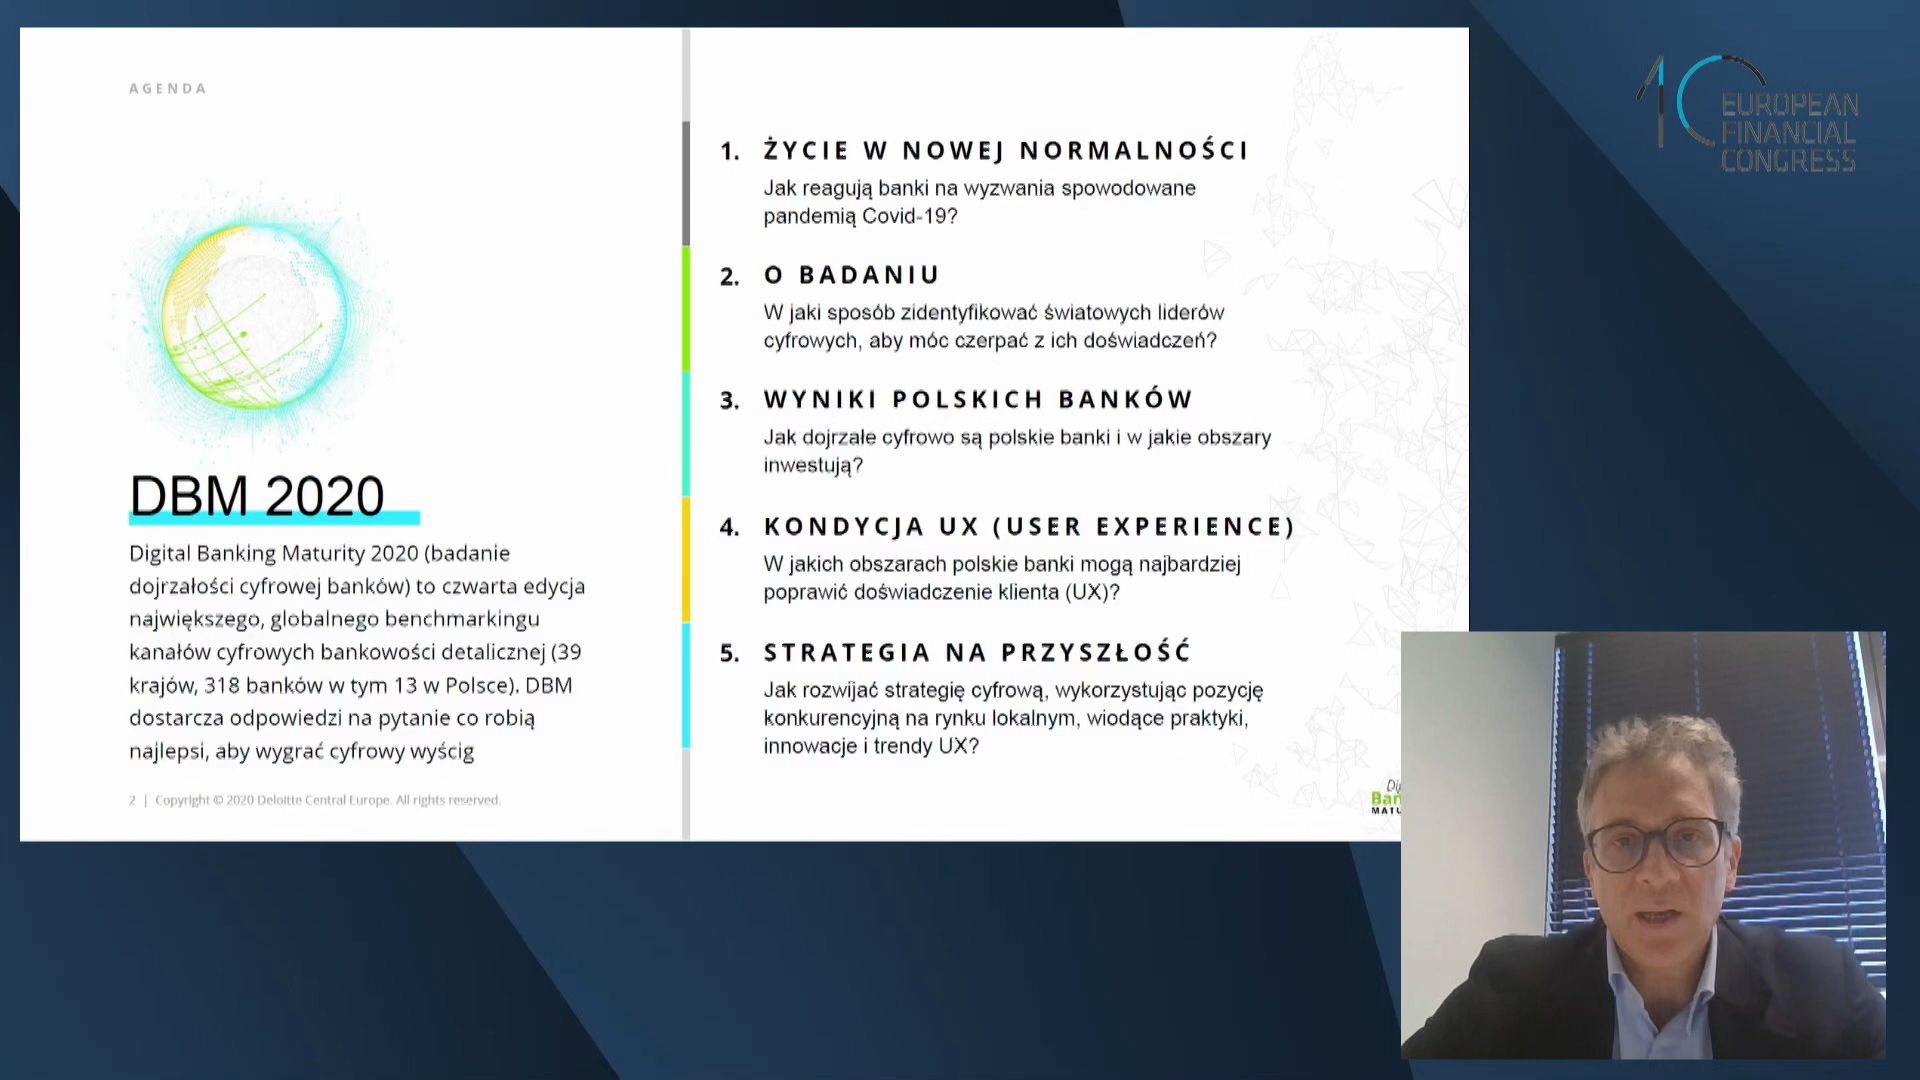 AGENDA
DBM 2020
Digital Banking Maturity 2020 (badanie
dojrzałości cyfrowej banków) to czwarta edycja
największego, globalnego benchmarkingu
kanałów cyfrowych bankowości detalicznej (39
krajów, 318 banków w tym 13 w Polsce). DBM
dostarcza odpowiedzi na pytanie co robią
najlepsi, aby wygrać cyfrowy wyścig
2 | Copyright © 2020 Deloitte Central Europe. All rights reserved.
1. ŻYCIE W NOWEJ NORMALNOŚCI
Jak reagują banki na wyzwania spowodowane
pandemią Covid-19?
2. O BADANIU
W jaki sposób zidentyfikować światowych liderów
cyfrowych, aby móc czerpać z ich doświadczeń?
3. WYNIKI POLSKICH BANKÓW
Jak dojrzałe cyfrowo są polskie banki i w jakie obszary
inwestują?
4. KONDYCJA UX (USER EXPERIENCE)
W jakich obszarach polskie banki mogą najbardziej
poprawić doświadczenie klienta (UX)?
5. STRATEGIA NA PRZYSZŁOŚĆ
Jak rozwijać strategię cyfrową, wykorzystując pozycję
konkurencyjną na rynku lokalnym, wiodące praktyki,
innowacje i trendy UX?
10 EUROPEAN
FINANCIAL
CONGRESS